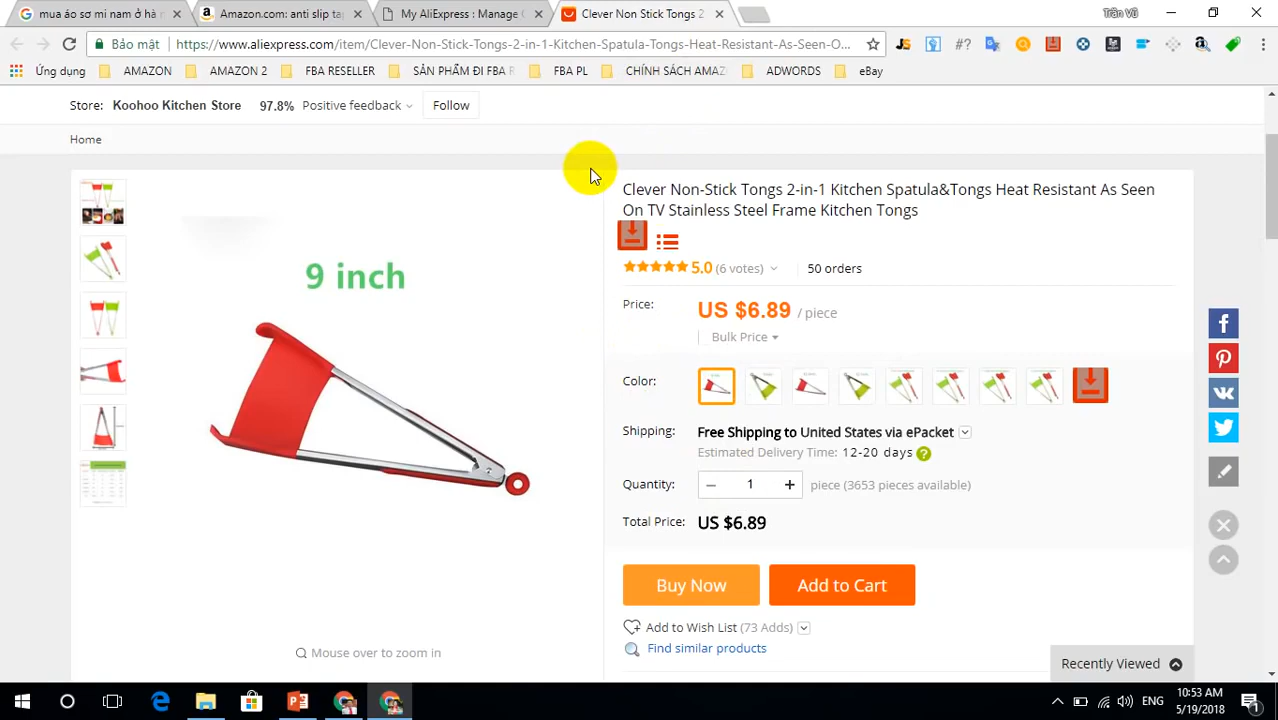 mua áo sơ mi nam ở hà n
Amazon.com: anti slip ta
My AliExpress : Manage O
Clever Non Stick Tongs 2
Trần Vũ
Bảo mật
https://www.aliexpress.com/item/Clever-Non-Stick-Tongs-2-in-1-Kitchen-Spatula-Tongs-Heat-Resistant-As-Seen-O...
Ứng dụng
AMAZON
AMAZON 2
FBA RESELLER
SẢN PHẨM ĐI FBA R
FBA PL
CHÍNH SÁCH AMAZ
ADWORDS
eBay
Store: Koohoo Kitchen Store 97.8% Positive feedback Follow
Home
Clever Non-Stick Tongs 2-in-1 Kitchen Spatula&Tongs Heat Resistant As Seen
On TV Stainless Steel Frame Kitchen Tongs
9 inch
5.0 (6 votes) 50 orders
Price: US $6.89 / piece
Bulk Price
Color:
Shipping: Free Shipping to United States via ePacket
Estimated Delivery Time: 12-20 days
Quantity: − 1 + piece (3653 pieces available)
Total Price: US $6.89
Buy Now Add to Cart
Add to Wish List (73 Adds)
Find similar products
Mouse over to zoom in
Recently Viewed
ENG
10:53 AM
5/19/2018